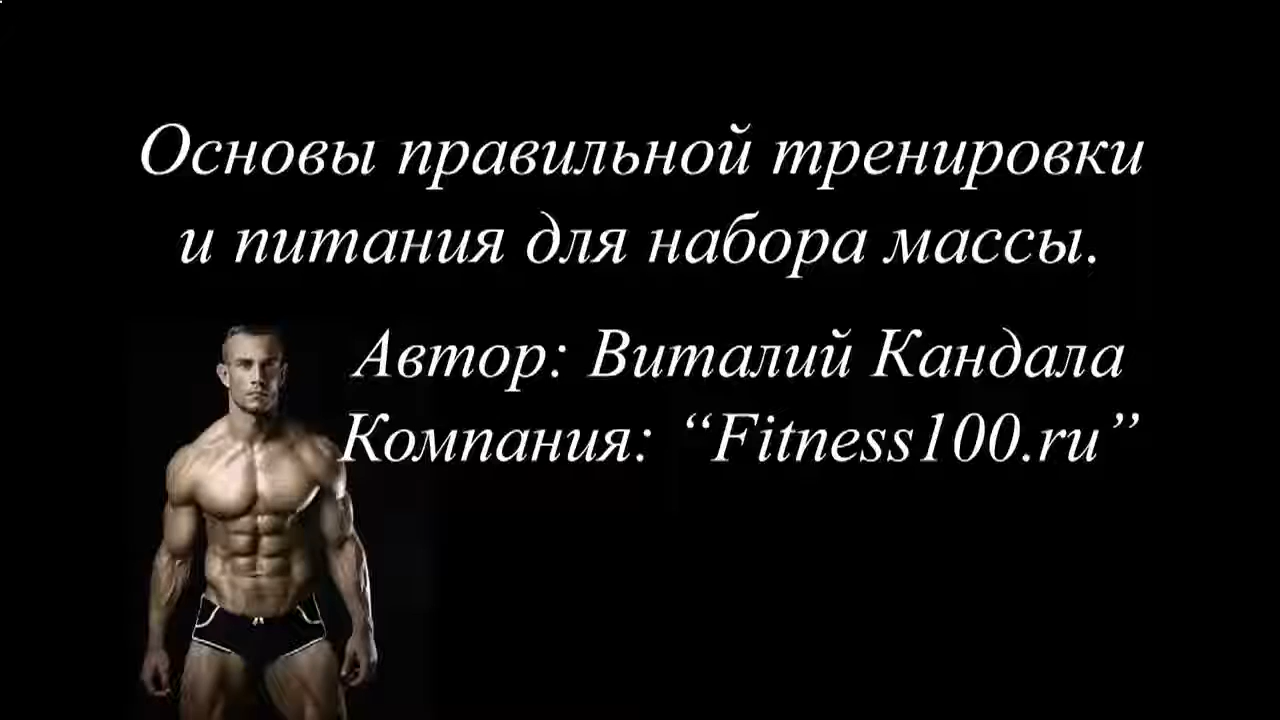 Основы правильной тренировки
и питания для набора массы.
Автор: Виталий Кандала
Компания: “Fitness100.ru”